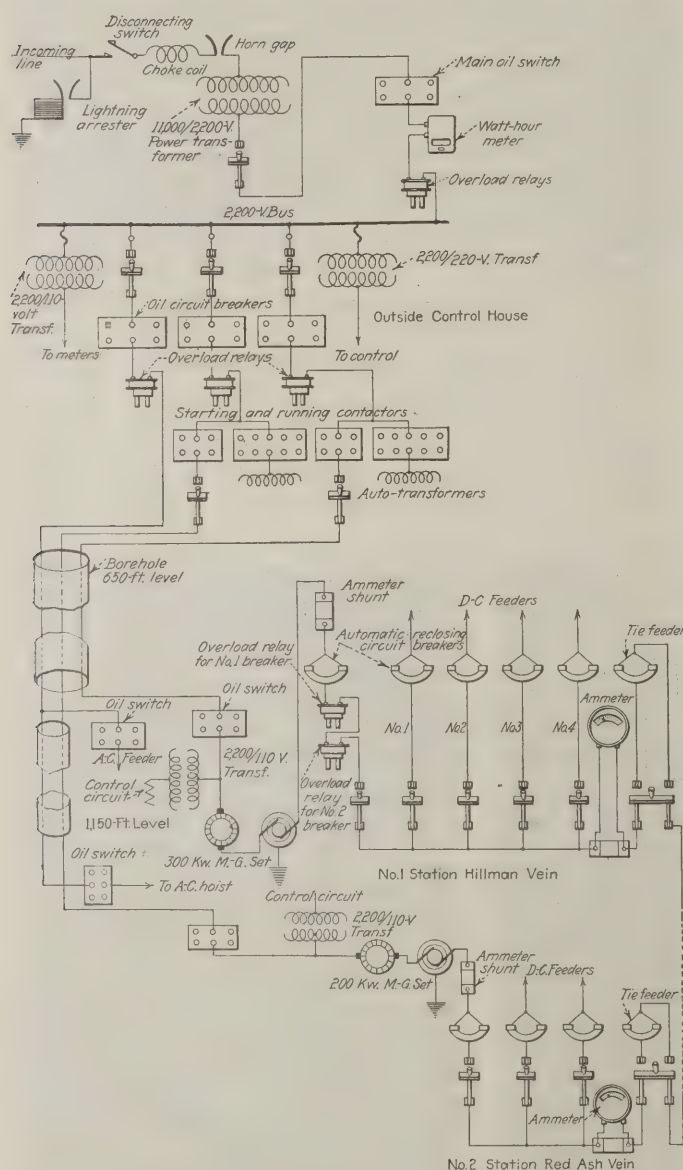 Disconnecting
switch
Horn gap
Incoming
line
Choke coil
Main oil switch
Lightning
arrester
11,000/2,200-V.
Power trans-
former
Watt-hour
meter
Overload relays
2,200-V. Bus
2,200/110-
volt
Transf.
2,200/220-V. Transf
Oil circuit breakers
Outside Control House
To meters
Overload relays
To control
Starting and running contactors
Auto-transformers
Borehole
650-ft. level
Ammeter
shunt
D-C Feeders
Overload relay
for No.1 breaker
Automatic reclosing
circuit breakers
Tie feeder
Oil switch
Oil switch
Ammeter
No.1
No.2
No.3
No.4
A.C. Feeder
2,200/110 V.
Transf.
Control
circuit
Overload
relay
for No.2
breaker
1,150-Ft. Level
300 Kw. M.-G. Set
Oil switch
No.1 Station Hillman Vein
To A.C. hoist
Control circuit
2,200/110-V
Transf
Ammeter
shunt
D.-C. Feeders
200 Kw. M.-G. Set
Tie feeder
Ammeter
No.2 Station Red Ash Vein